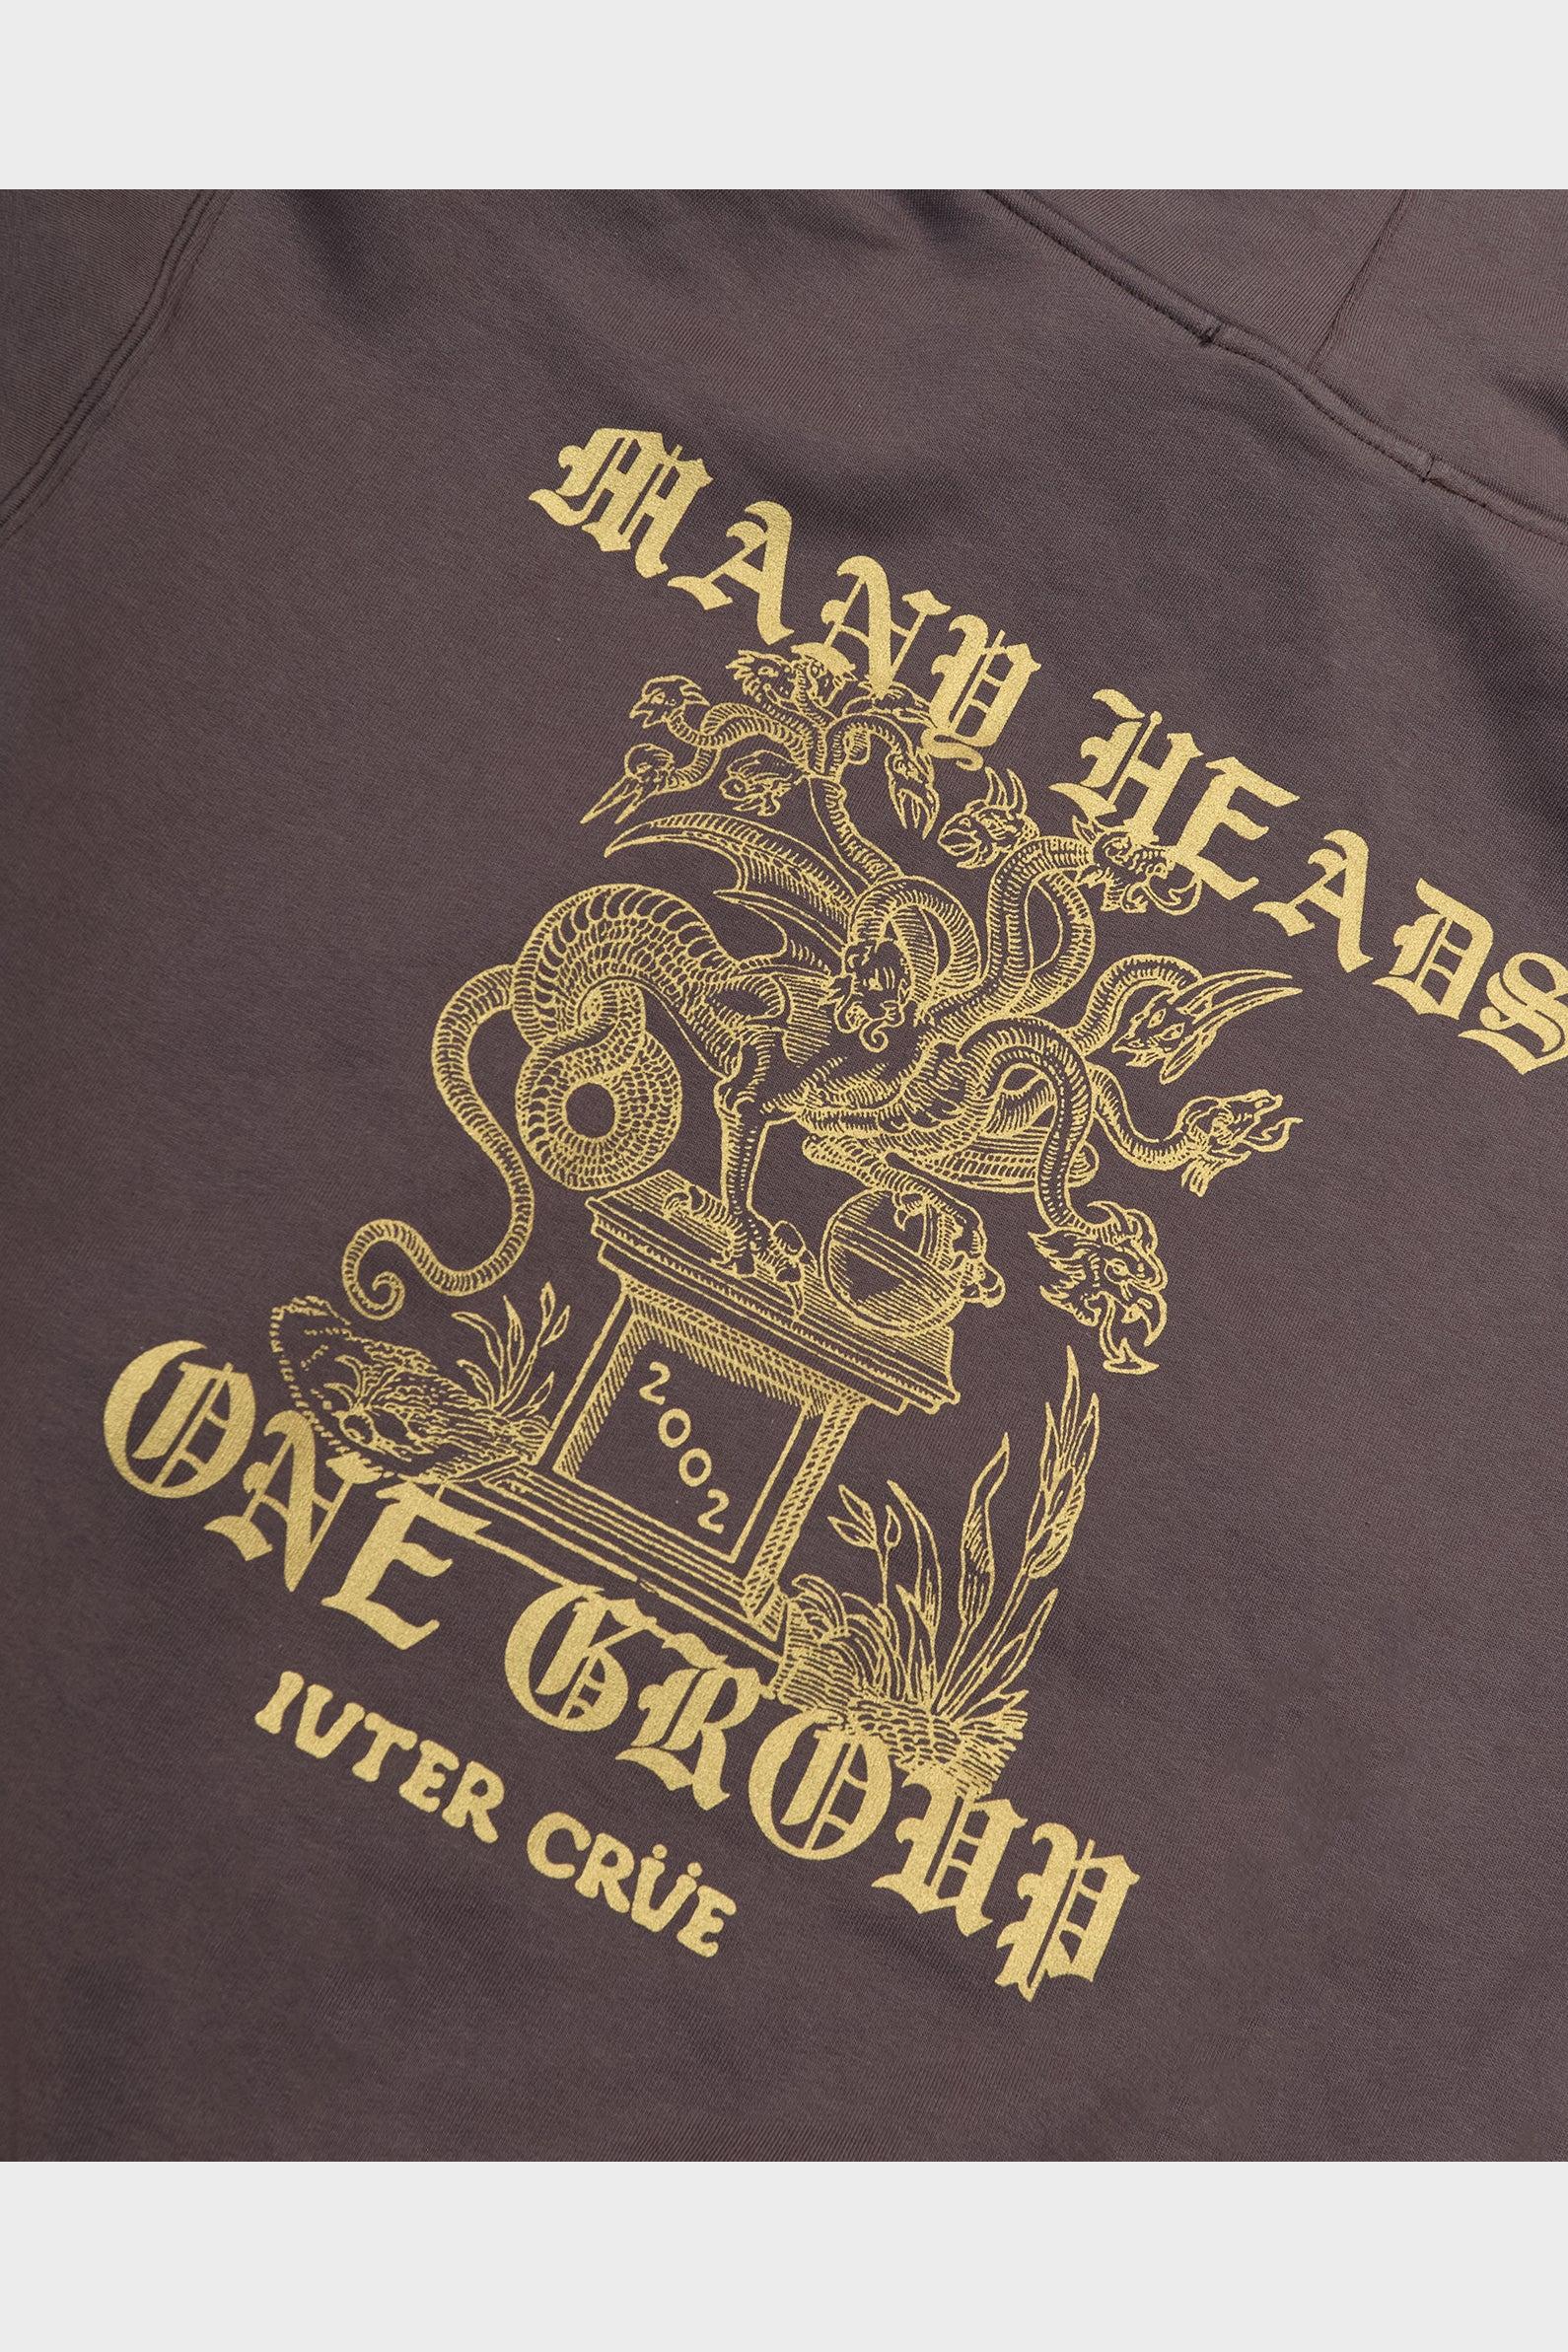 MANY HEADS
2002
ONE GROUP
IUTER CRÜE